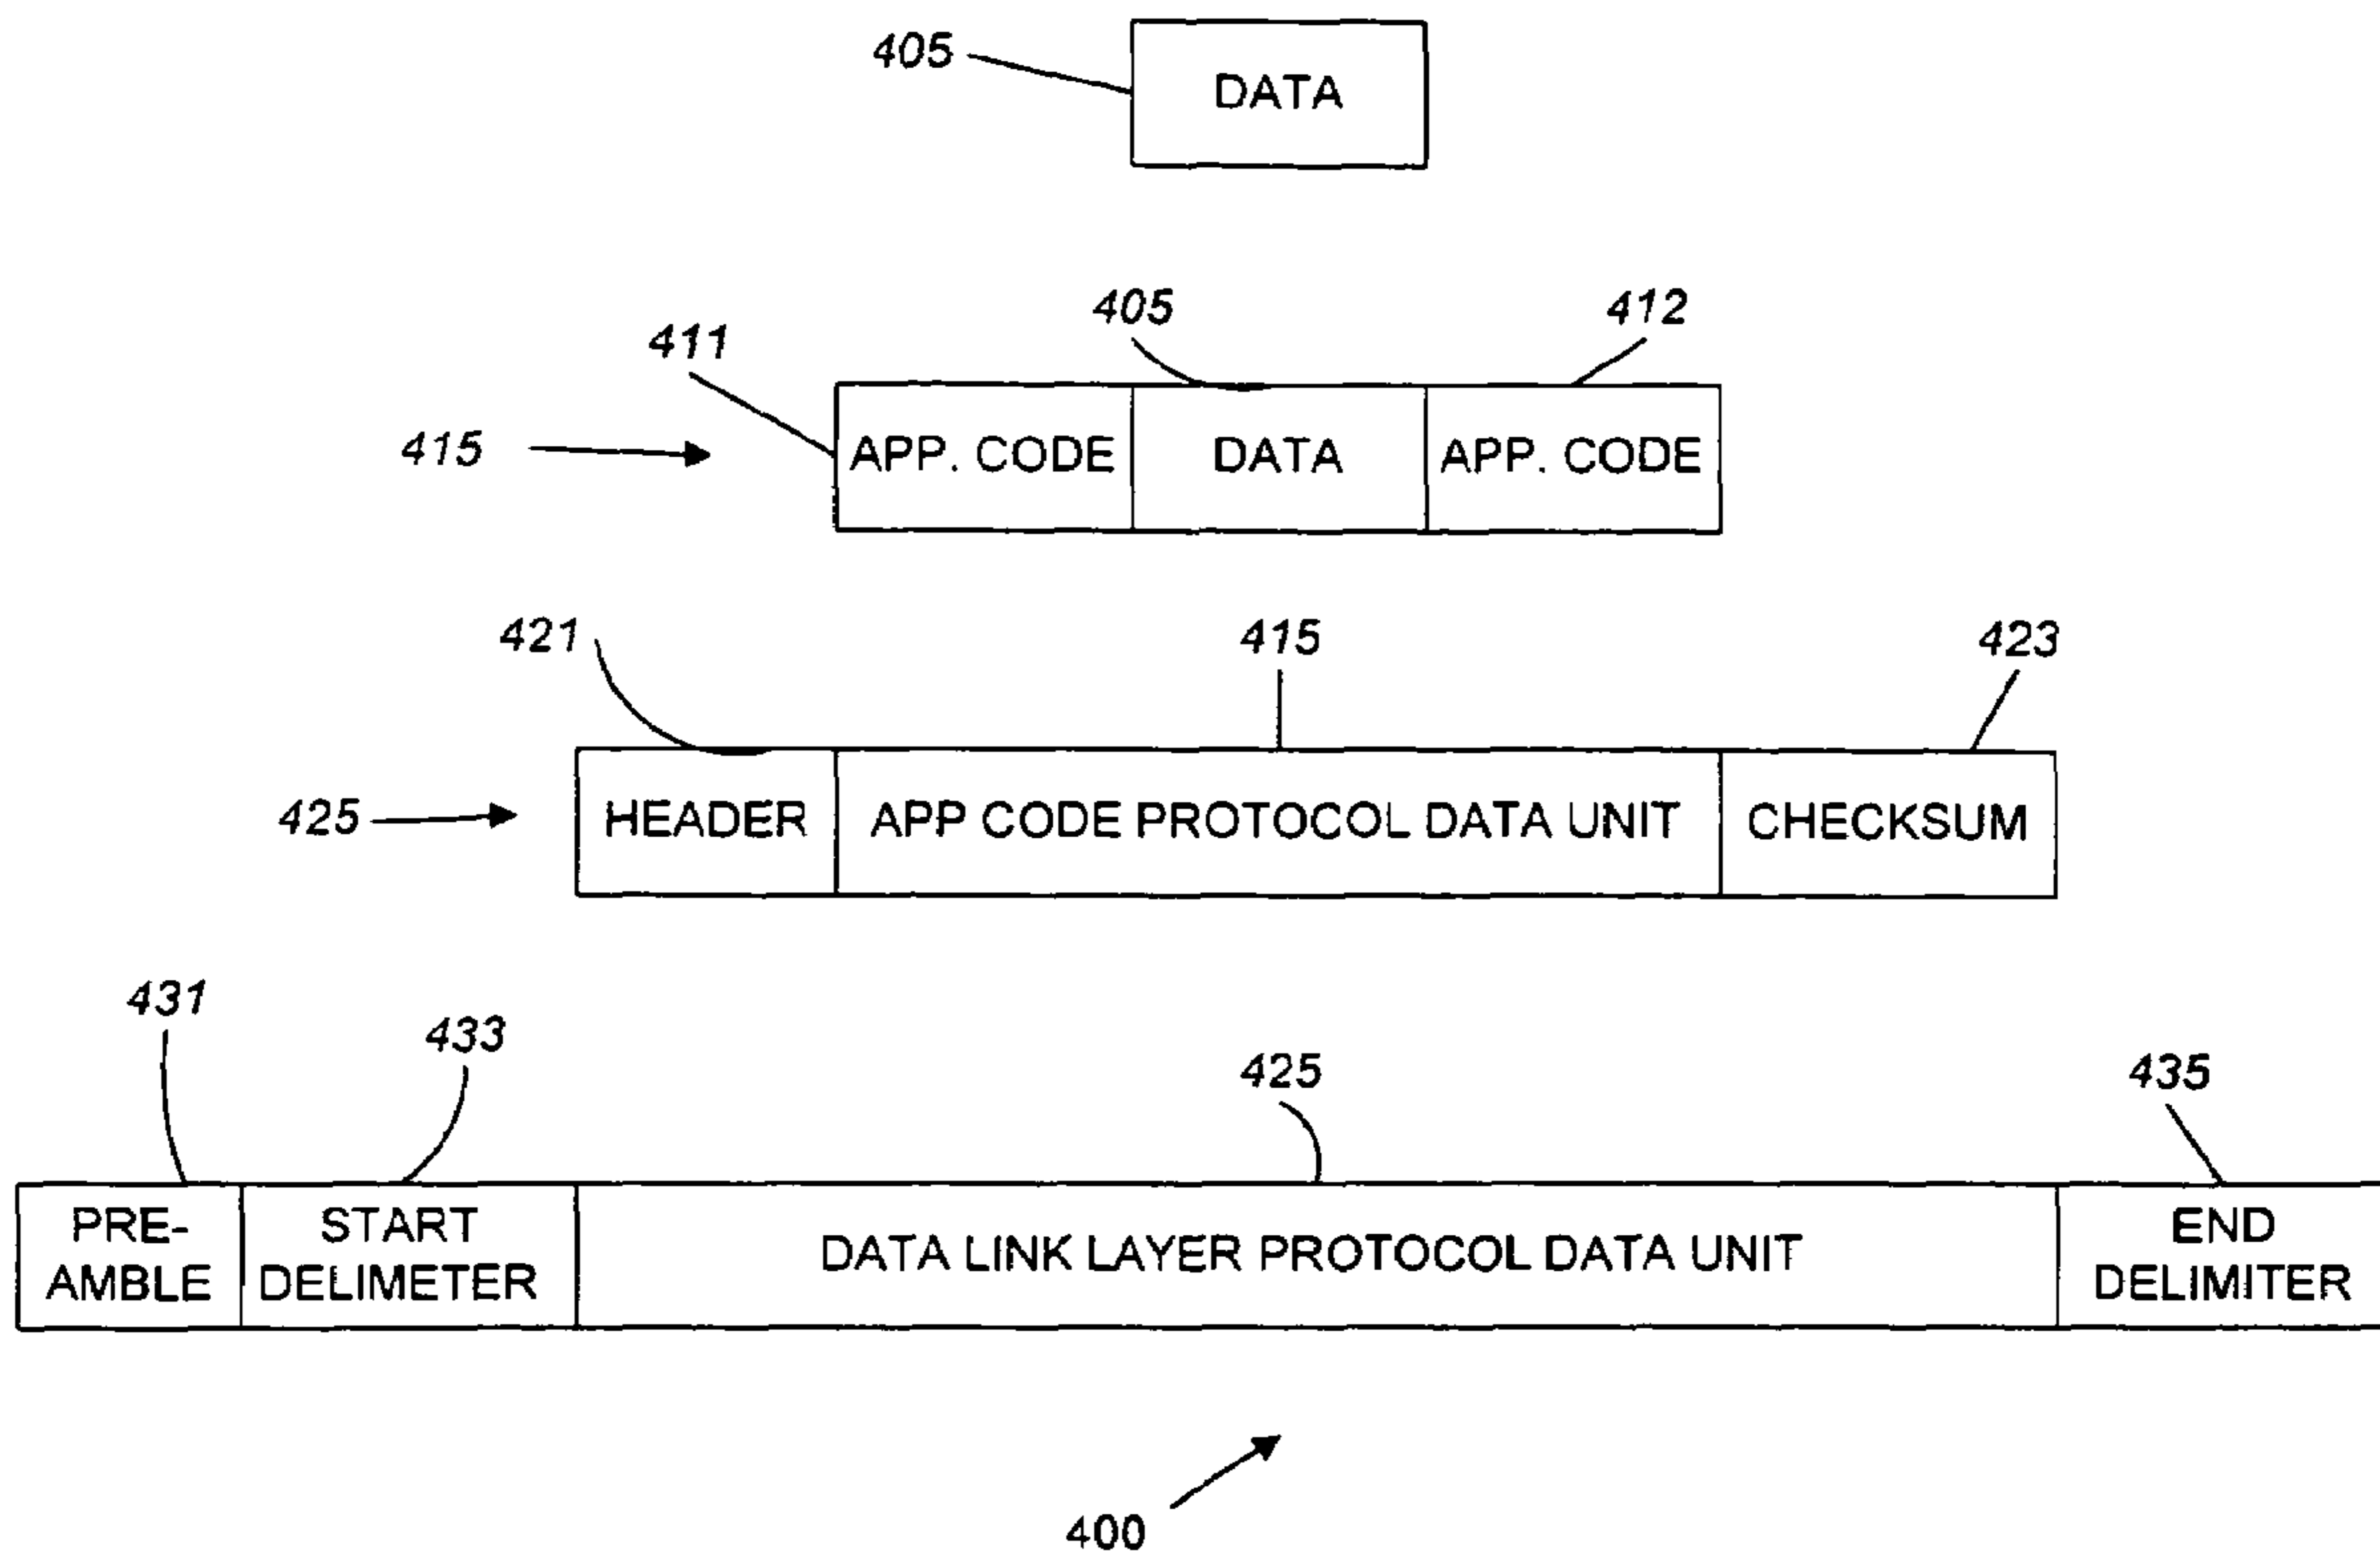 405
DATA
411
405
412
415
APP. CODE
DATA
APP. CODE
421
415
423
425
HEADER
APP CODE PROTOCOL DATA UNIT
CHECKSUM
431
433
425
435
PRE-
AMBLE
START
DELIMETER
DATA LINK LAYER PROTOCOL DATA UNIT
END
DELIMITER
400